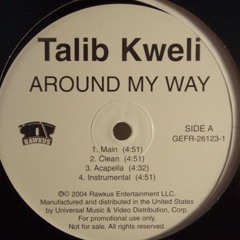 Talib Kweli
AROUND MY WAY
1. Main (4:51)
2. Clean (4:51)
3. Acapella (4:32)
4. Instrumental (4:51)
SIDE A
GEFR-26123-1
RAWKUS
℗© 2004 Rawkus Entertainment LLC.
Manufactured and distributed in the United States
by Universal Music & Video Distribution, Corp.
For promotional use only.
Not for sale. All rights reserved.